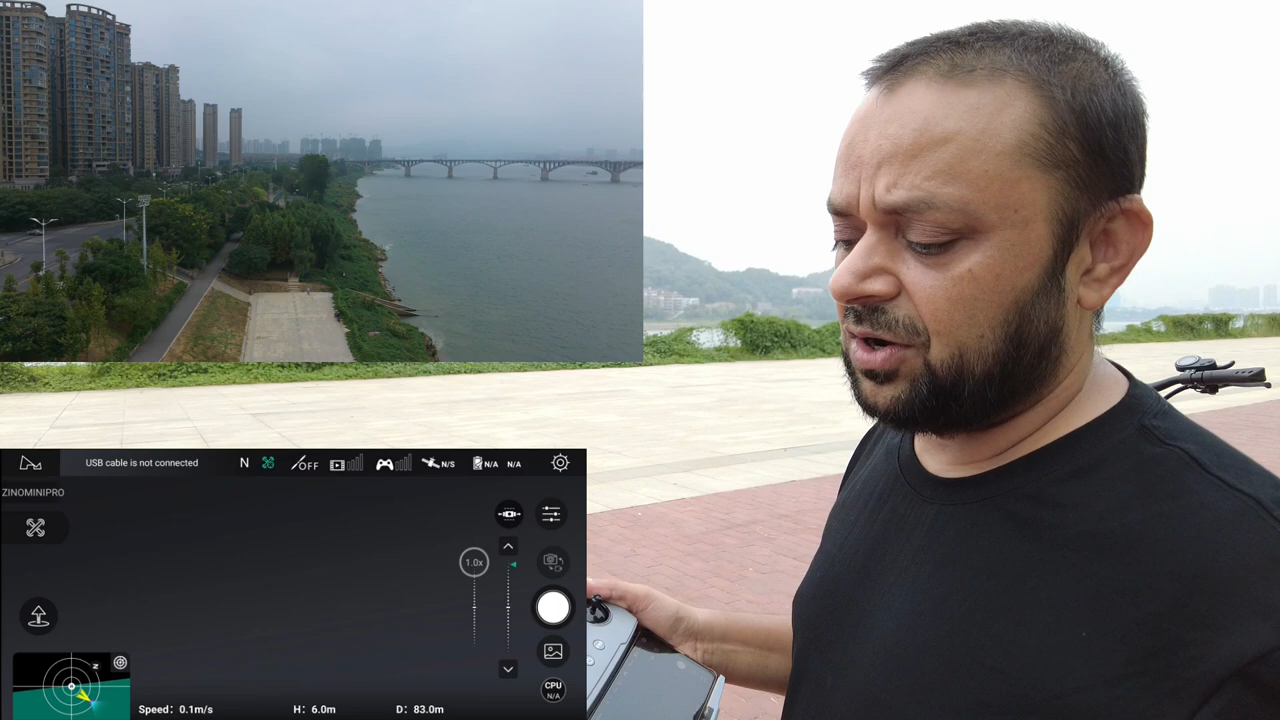 USB cable is not connected
N
OFF
N/S
N/A
N/A
ZINOMINIPRO
1.0x
N
CPU
N/A
Speed: 0.1m/s
H: 6.0m
D: 83.0m